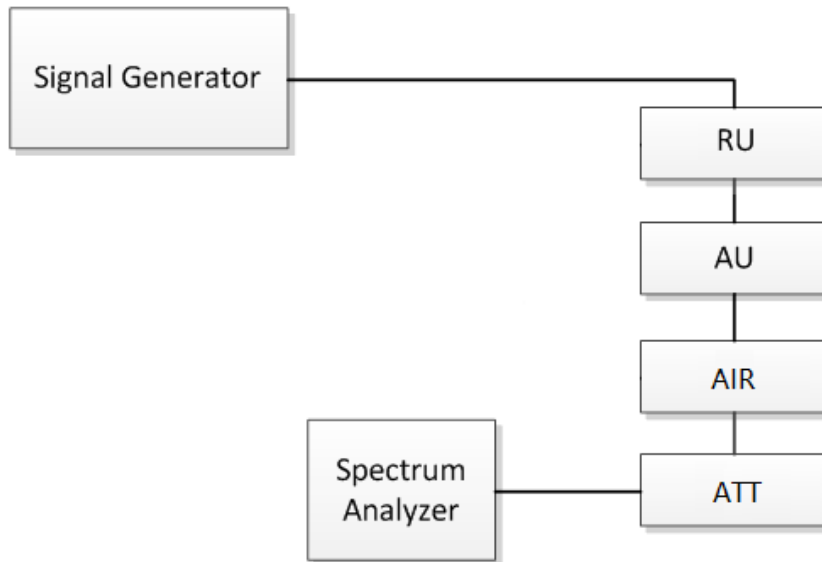 Signal Generator
RU
AU
AIR
ATT
Spectrum
Analyzer